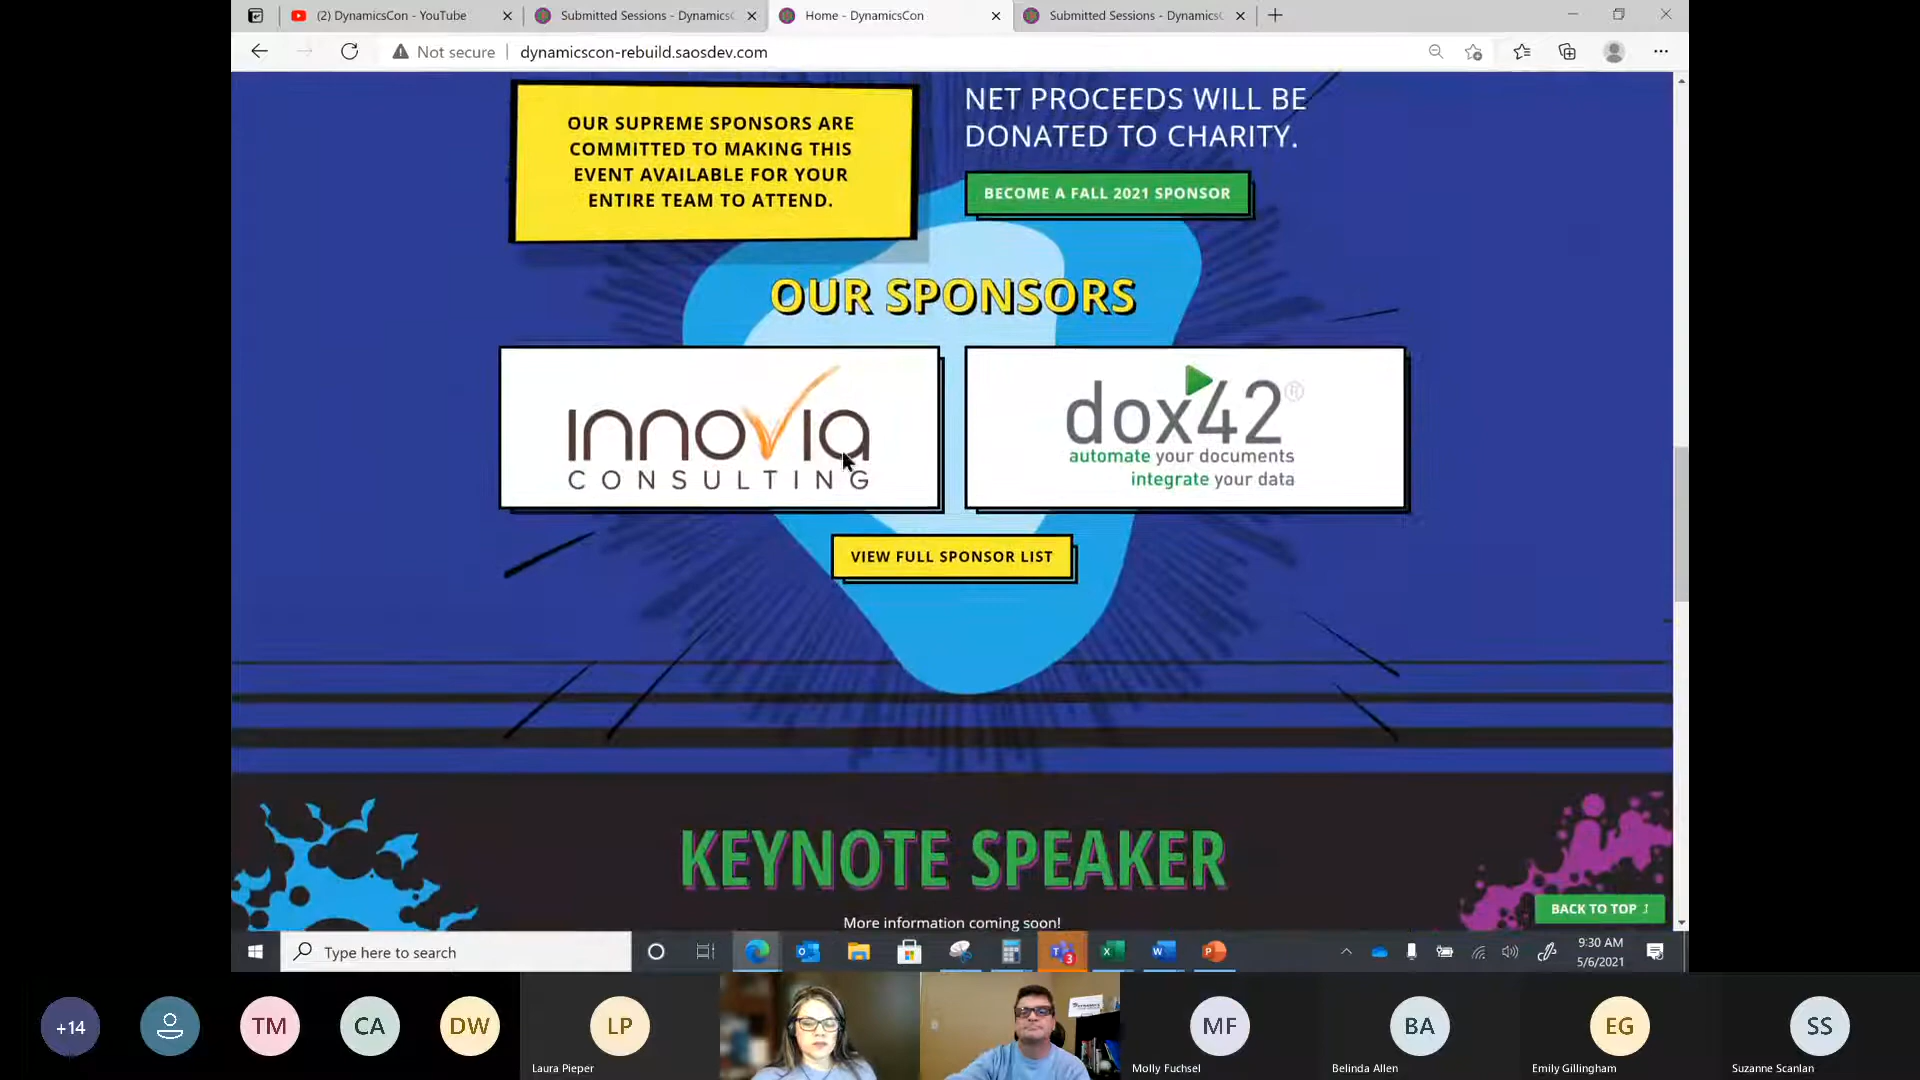 (2) DynamicsCon - YouTube
Submitted Sessions - DynamicsC
Home - DynamicsCon
Submitted Sessions - DynamicsC
Not secure
dynamicscon-rebuild.saosdev.com
OUR SUPREME SPONSORS ARE
COMMITTED TO MAKING THIS
EVENT AVAILABLE FOR YOUR
ENTIRE TEAM TO ATTEND.
NET PROCEEDS WILL BE
DONATED TO CHARITY.
BECOME A FALL 2021 SPONSOR
OUR SPONSORS
innovia
CONSULTING
dox42®
automate your documents
integrate your data
VIEW FULL SPONSOR LIST
KEYNOTE SPEAKER
More information coming soon!
BACK TO TOP
Type here to search
3
9:30 AM
5/6/2021
+14
TM
CA
DW
LP
MF
BA
EG
SS
Laura Pieper
Molly Fuchsel
Belinda Allen
Emily Gillingham
Suzanne Scanlan